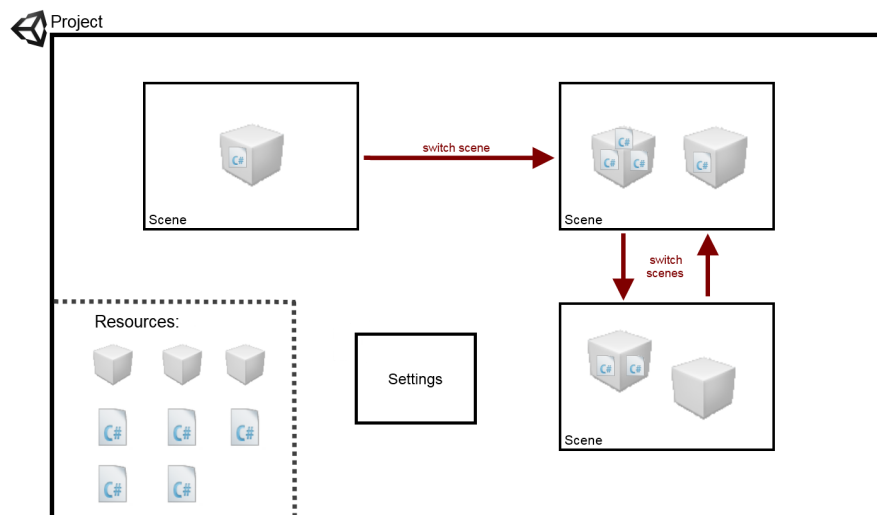 Project
switch scene
C#
C#
C#
C#
C#
Scene
Scene
switch
scenes
Resources:
Settings
C#
C#
Scene
C#
C#
C#
C#
C#